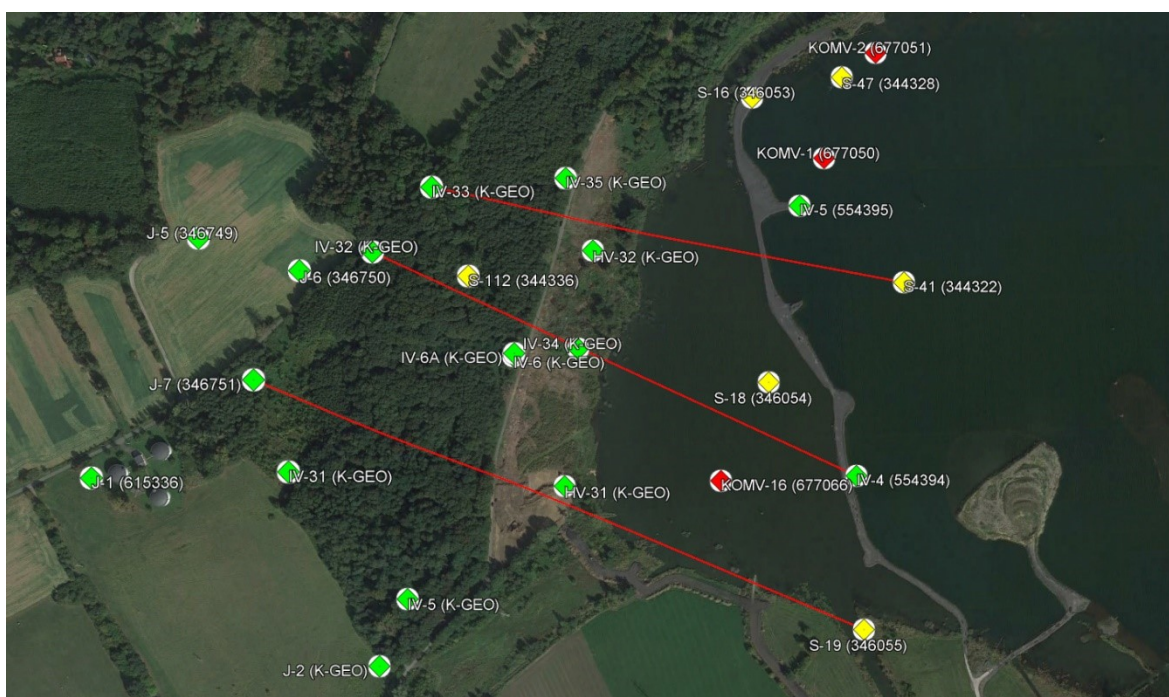 KOMV-2 (677051)
S-47 (344328)
S-16 (346053)
KOMV-1 (677050)
IV-33 (K-GEO)
IV-35 (K-GEO)
IV-5 (554395)
J-5 (346749)
IV-32 (K-GEO)
HV-32 (K-GEO)
J-6 (346750)
S-112 (344336)
S-41 (344322)
IV-34 (K-GEO)
IV-6A (K-GEO)
IV-6 (K-GEO)
J-7 (346751)
S-18 (346054)
J-1 (615336)
IV-31 (K-GEO)
HV-31 (K-GEO)
KOMV-16 (677066)
IV-4 (554394)
IV-5 (K-GEO)
S-19 (346055)
J-2 (K-GEO)